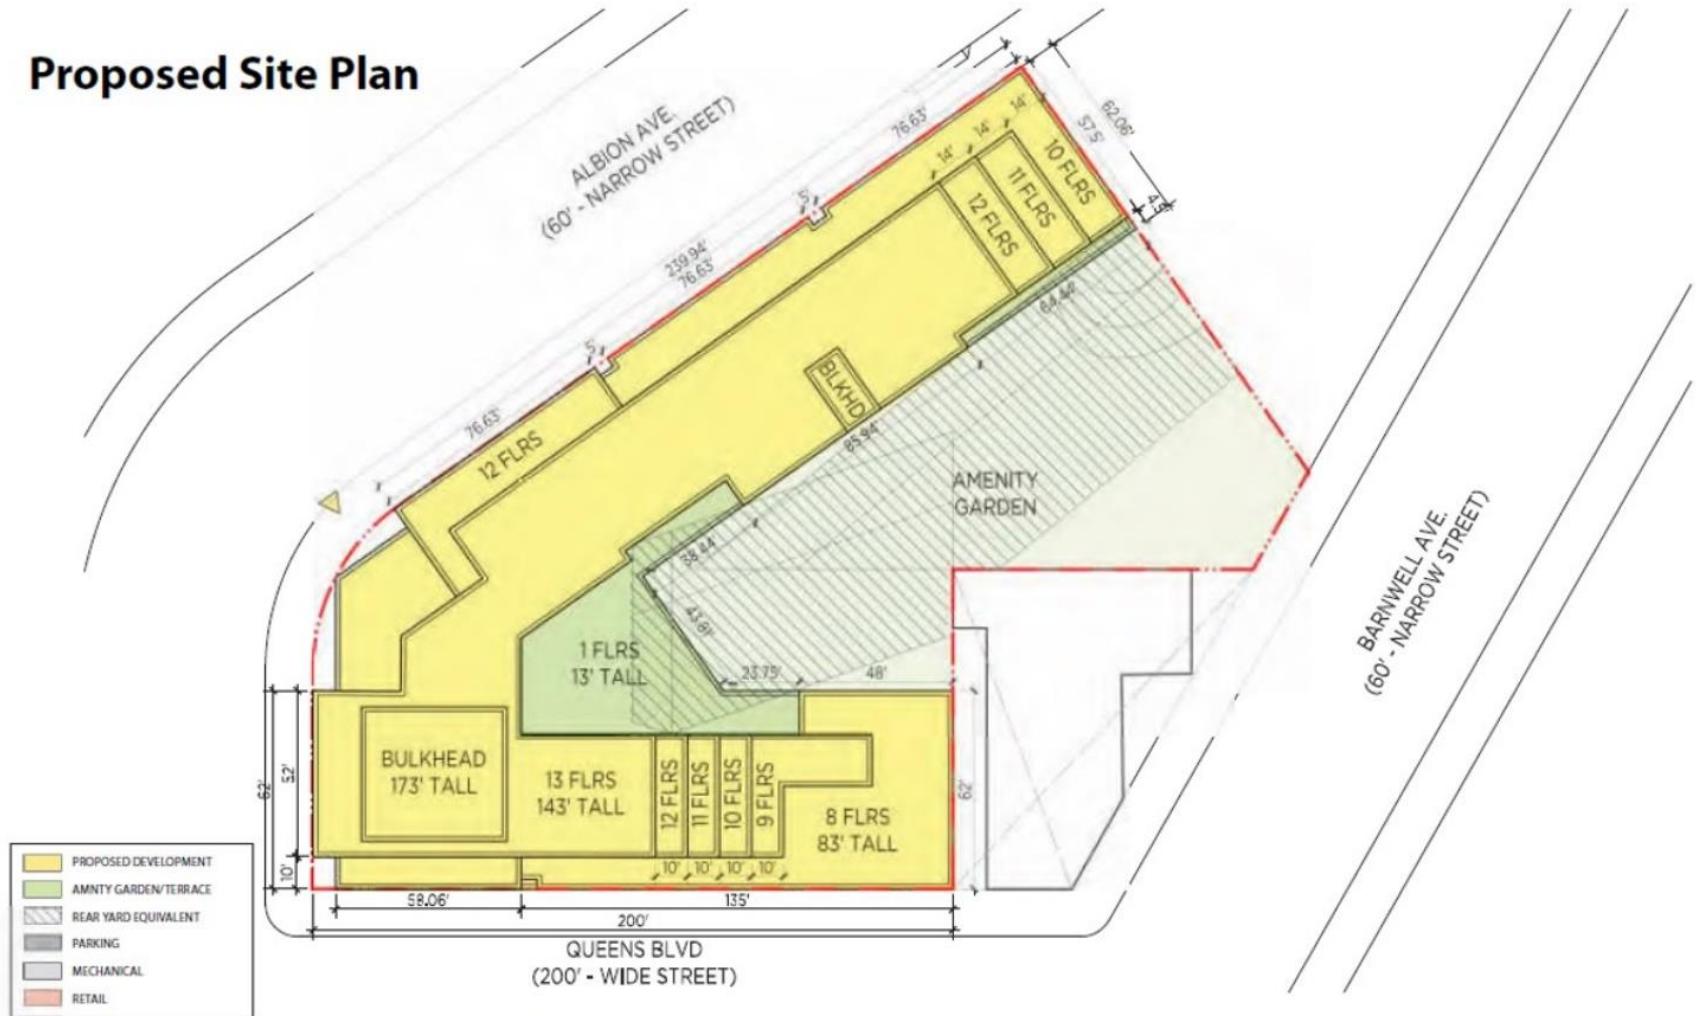 Proposed Site Plan
ALBION AVE.
(60' - NARROW STREET)
76.63'
14'
14'
14'
62.06'
57.5'
10 FLRS
11 FLRS
12 FLRS
5'
239.94'
76.63'
64.44'
5'
76.63'
12 FLRS
BLKHD
85.94'
AMENITY
GARDEN
38.44'
43.81'
1 FLRS
13' TALL
23.75'
48'
BARNWELL AVE.
(60' - NARROW STREET)
BULKHEAD
173' TALL
13 FLRS
143' TALL
12 FLRS
11 FLRS
10 FLRS
9 FLRS
8 FLRS
83' TALL
62'
52'
62'
10'
10'
10'
10'
10'
58.06'
135'
200'
QUEENS BLVD
(200' - WIDE STREET)
PROPOSED DEVELOPMENT
AMNTY GARDEN/TERRACE
REAR YARD EQUIVALENT
PARKING
MECHANICAL
RETAIL